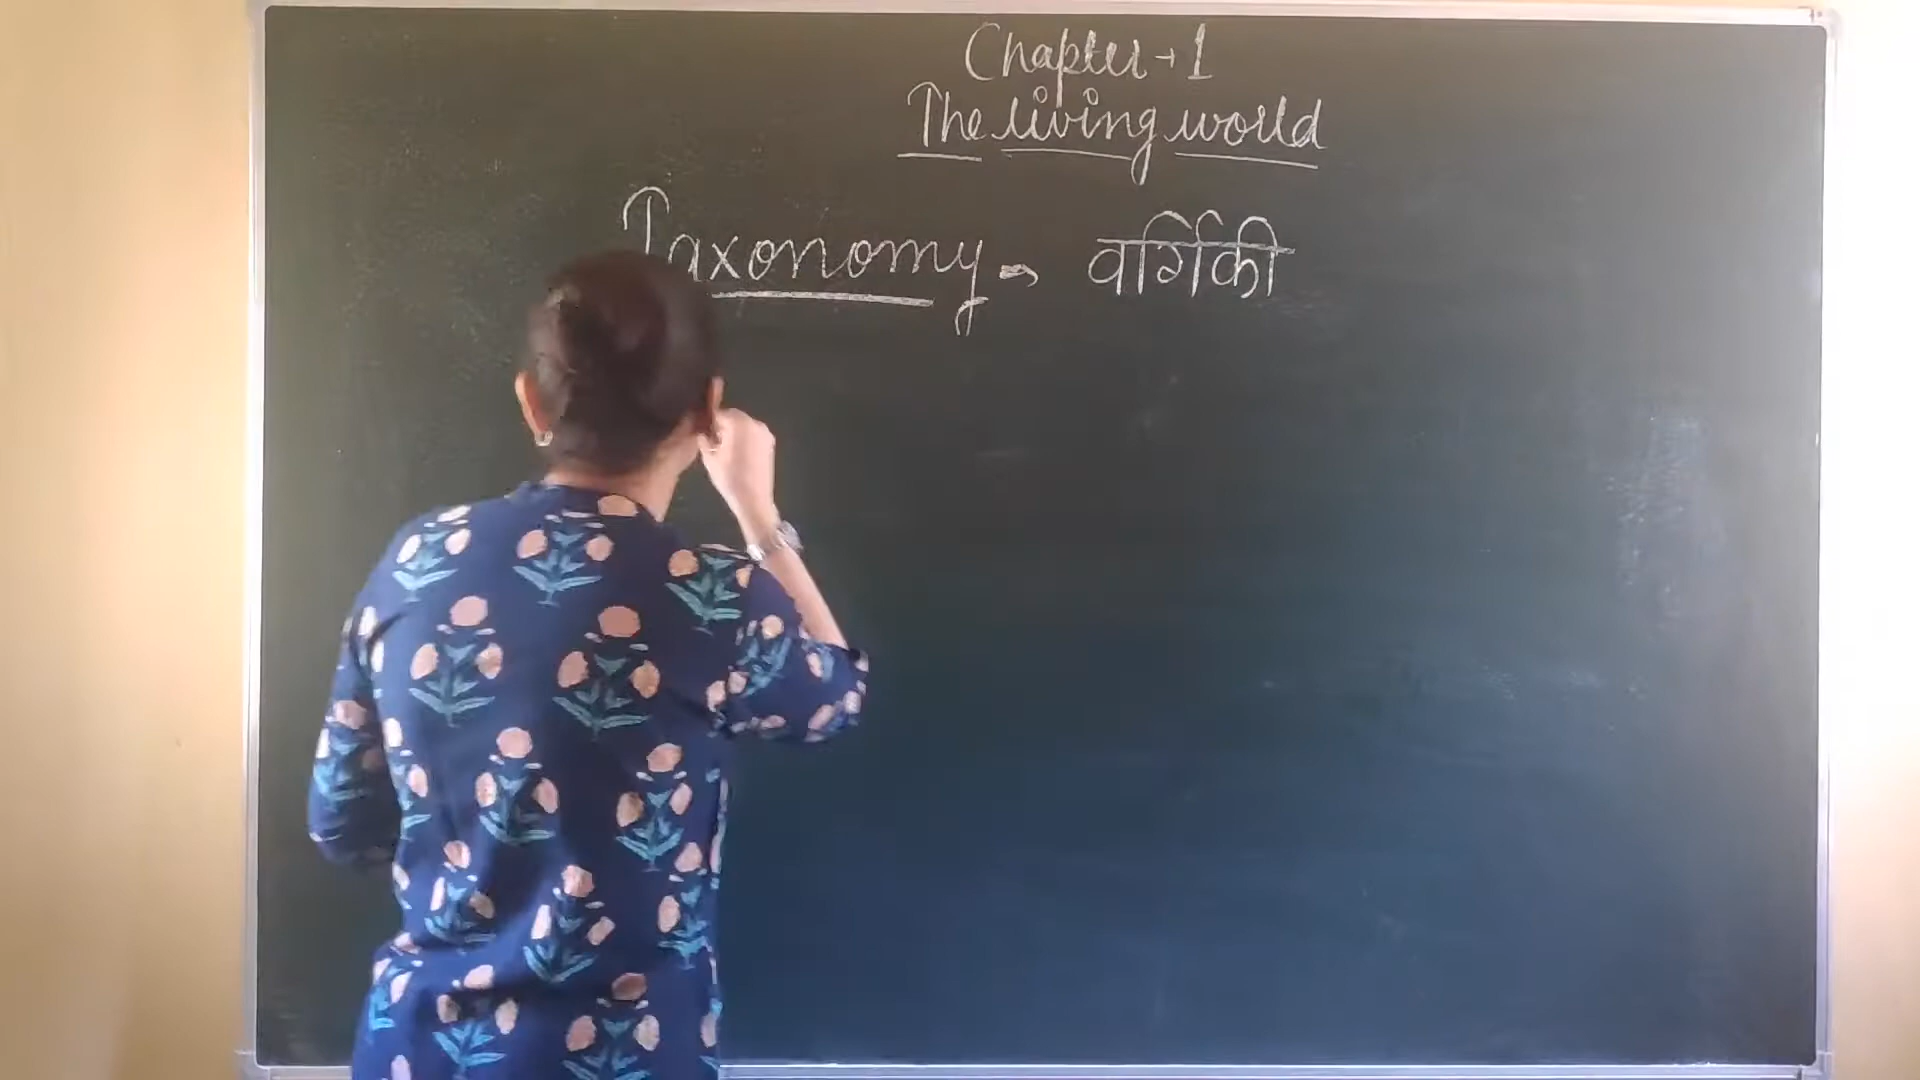 Chapter → 1
The living world
Taxonomy → वर्गिकी